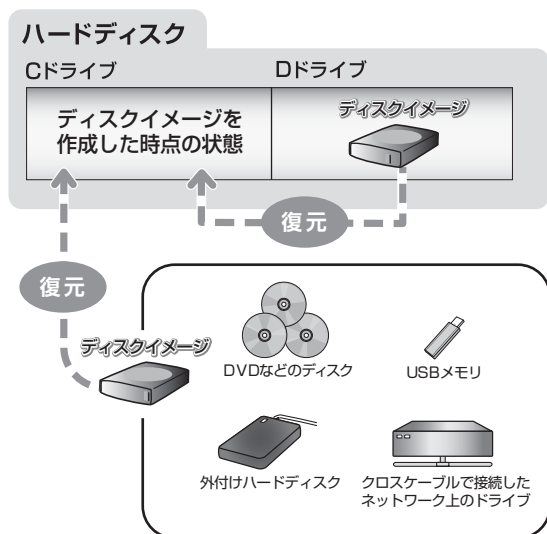 ハードディスク
Cドライブ
Dドライブ
ディスクイメージを
作成した時点の状態
ディスクイメージ
復元
復元
ディスクイメージ
DVDなどのディスク
USBメモリ
外付けハードディスク
クロスケーブルで接続した
ネットワーク上のドライブ